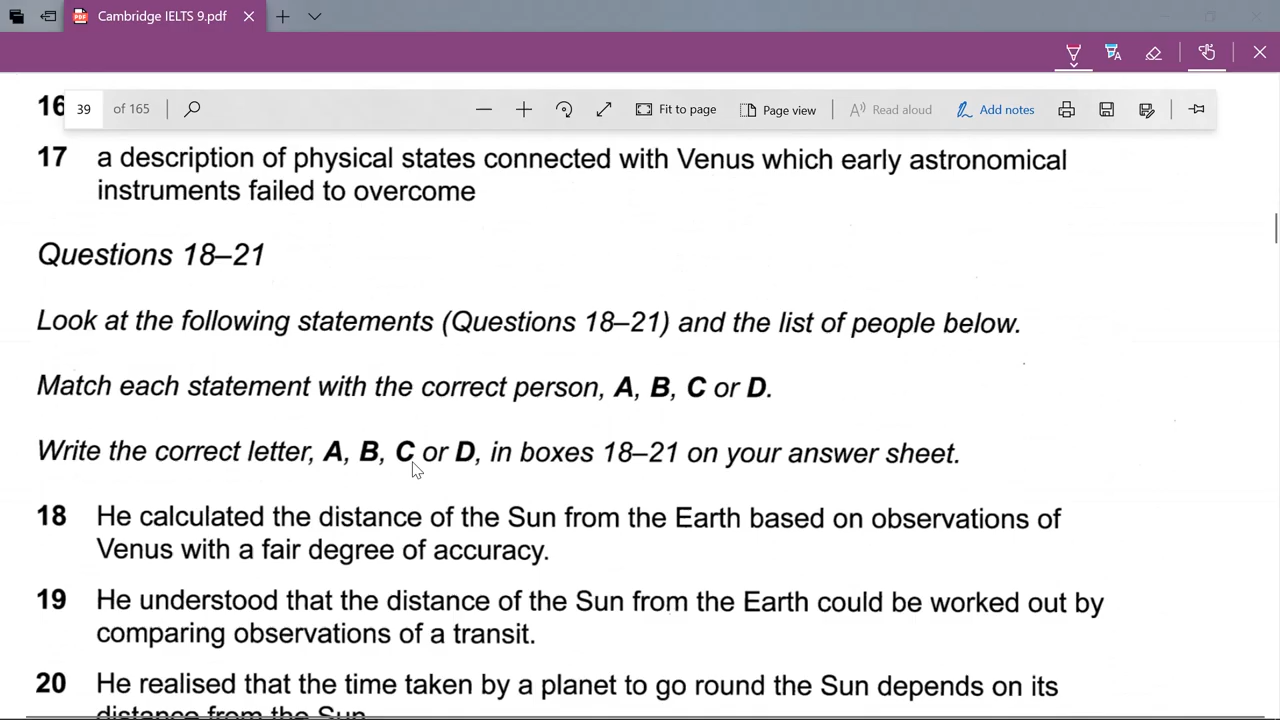 Cambridge IELTS 9.pdf
39 of 165 Fit to page Page view Read aloud Add notes
16
17 a description of physical states connected with Venus which early astronomical
instruments failed to overcome
Questions 18–21
Look at the following statements (Questions 18–21) and the list of people below.
Match each statement with the correct person, A, B, C or D.
Write the correct letter, A, B, C or D, in boxes 18–21 on your answer sheet.
18 He calculated the distance of the Sun from the Earth based on observations of
Venus with a fair degree of accuracy.
19 He understood that the distance of the Sun from the Earth could be worked out by
comparing observations of a transit.
20 He realised that the time taken by a planet to go round the Sun depends on its
distance from the Sun